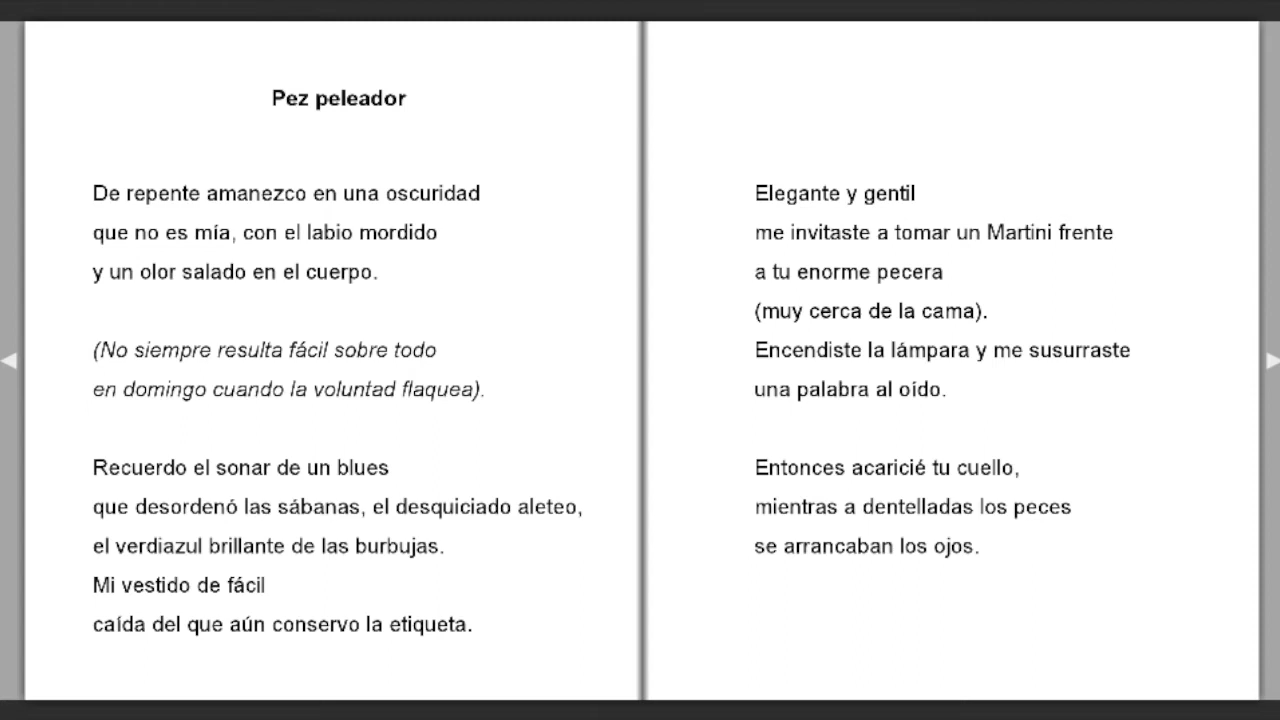 Pez peleador
De repente amanezco en una oscuridad
que no es mía, con el labio mordido
y un olor salado en el cuerpo.
(No siempre resulta fácil sobre todo
en domingo cuando la voluntad flaquea).
Recuerdo el sonar de un blues
que desordenó las sábanas, el desquiciado aleteo,
el verdiazul brillante de las burbujas.
Mi vestido de fácil
caída del que aún conservo la etiqueta.
Elegante y gentil
me invitaste a tomar un Martini frente
a tu enorme pecera
(muy cerca de la cama).
Encendiste la lámpara y me susurraste
una palabra al oído.
Entonces acaricié tu cuello,
mientras a dentelladas los peces
se arrancaban los ojos.